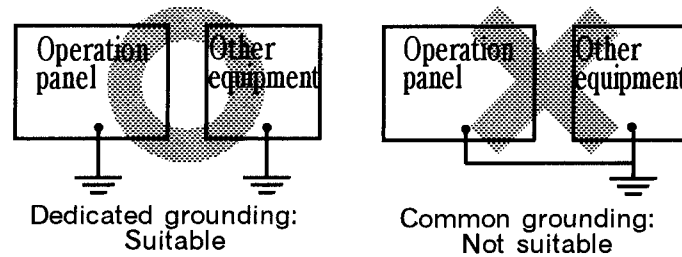 Operation
panel
Other
equipment
Operation
panel
Other
equipment
Dedicated grounding:
Suitable
Common grounding:
Not suitable